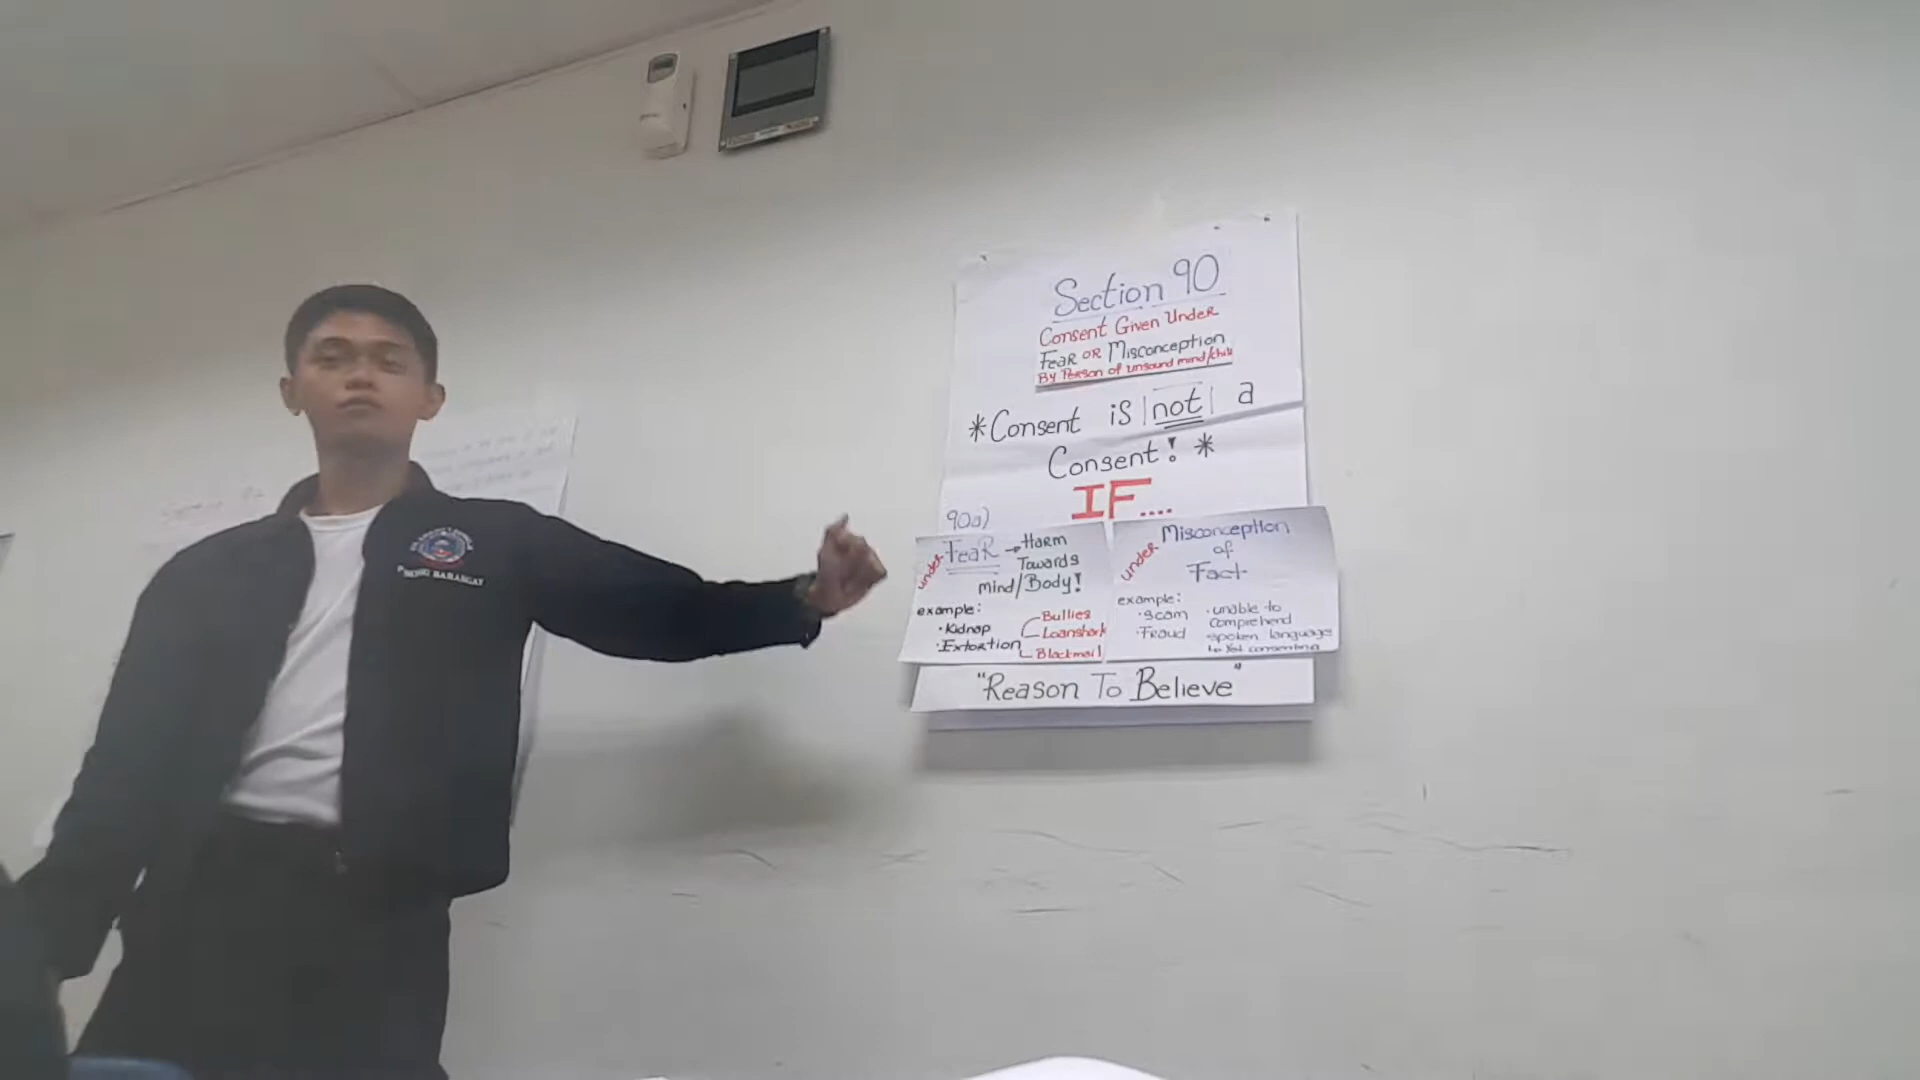 Section 90
Consent Given Under
Fear or Misconception
By Person of unsound mind/child
*Consent is |not| a
Consent! *
IF....
90a)
under Fear → Harm
Towards
Mind/Body!
example:
·Kidnap
·Extortion
Bullies
Loanshark
Blackmail
under Misconception
of
Fact
example:
·Scam
·Fraud
·unable to
comprehend
spoken language
"Reason To Believe"
BARANGAY